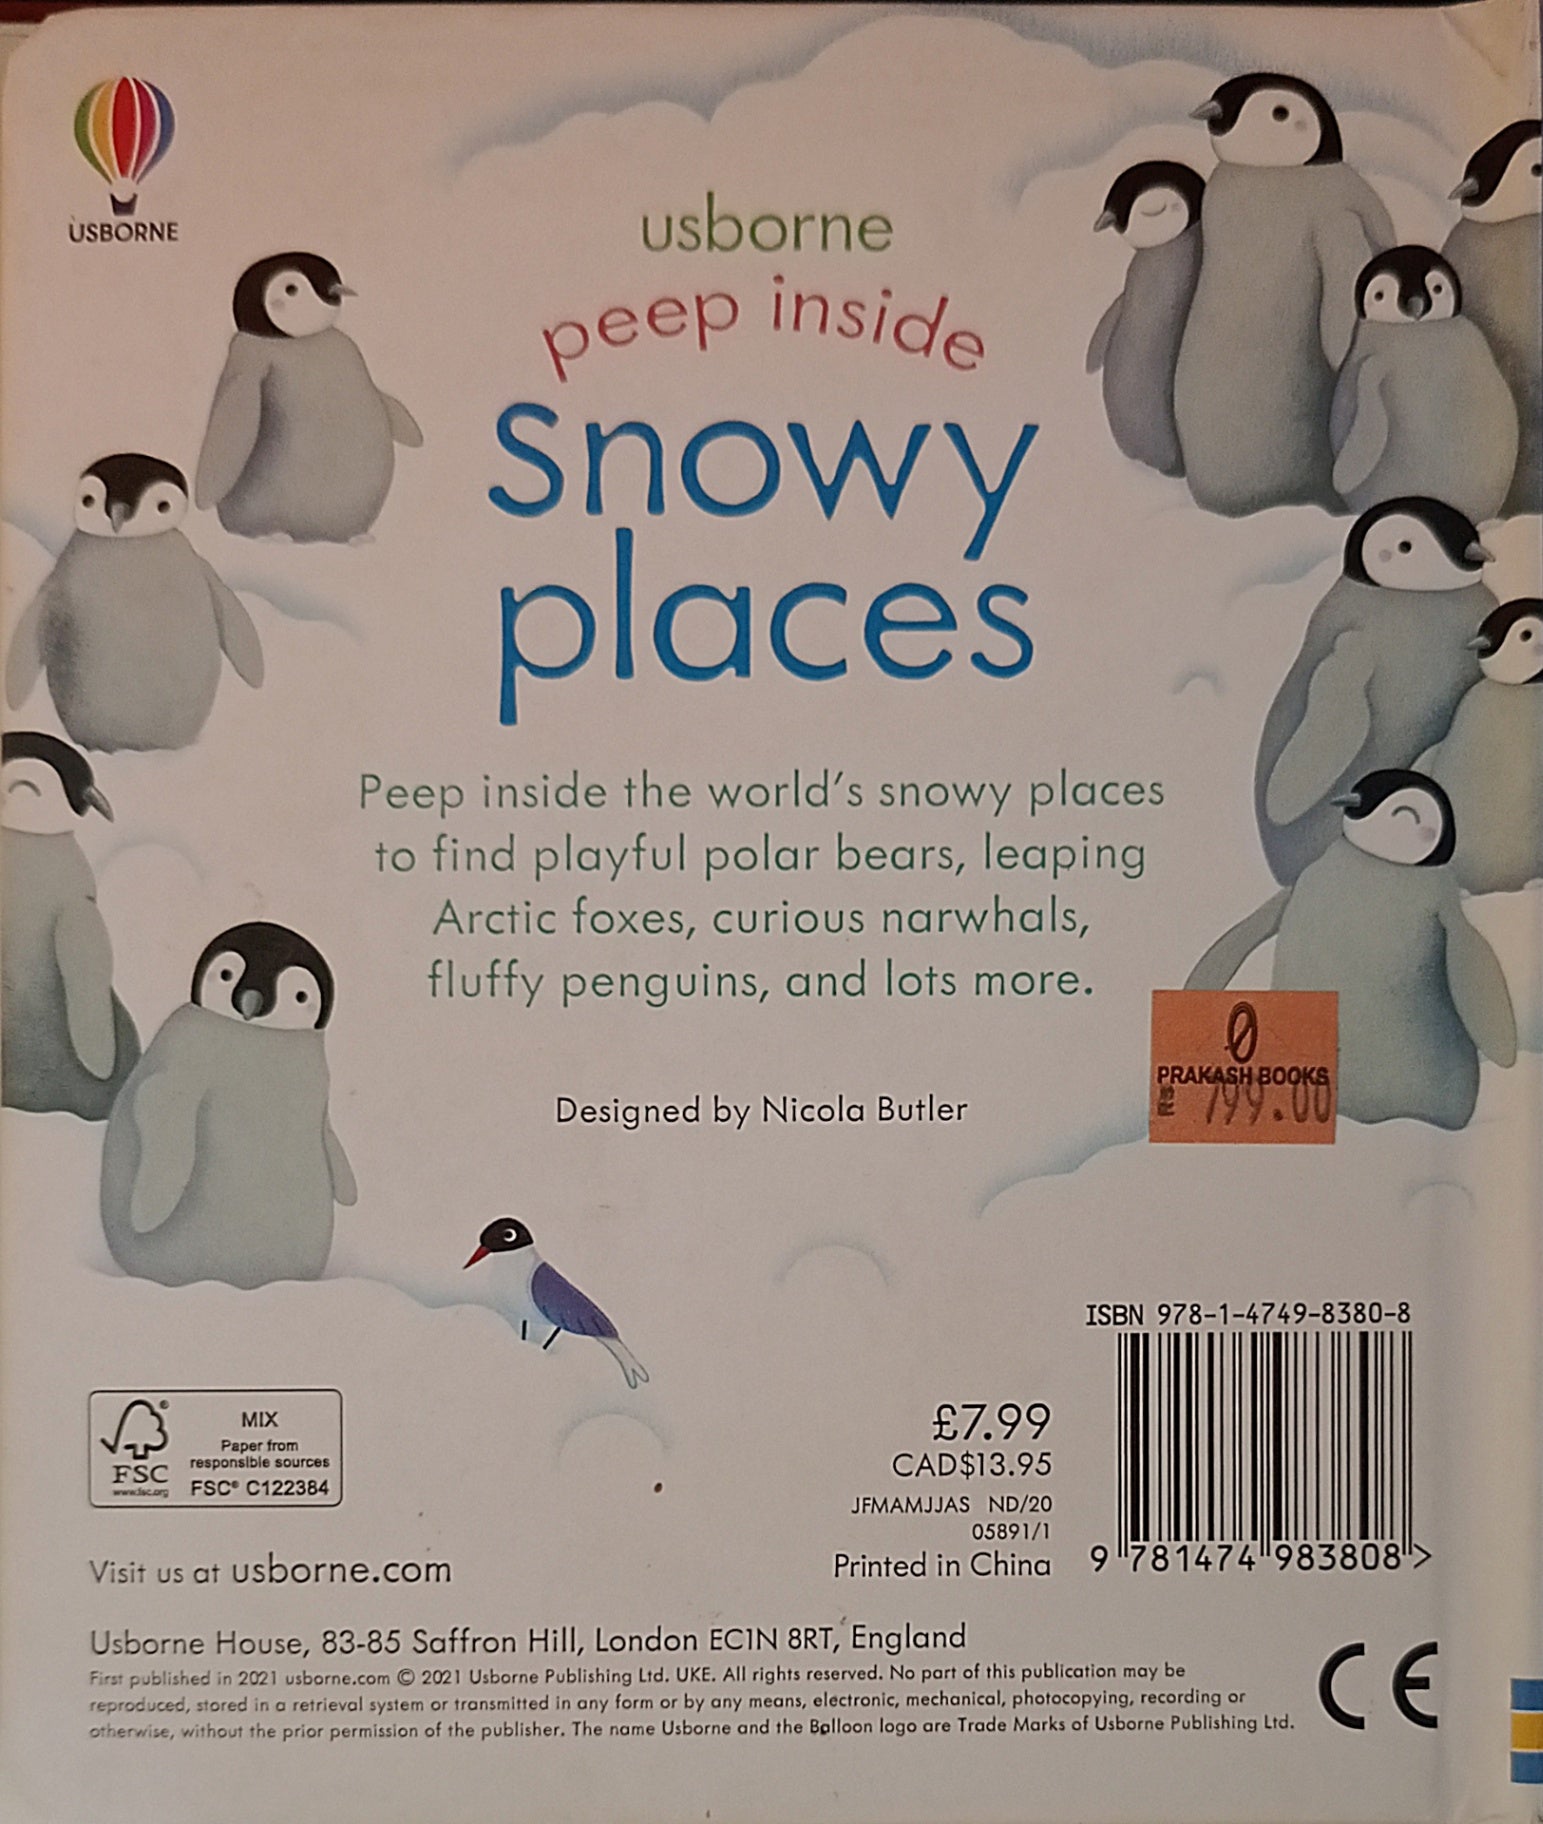 USBORNE
usborne
peep inside
snowy
places
Peep inside the world's snowy places
to find playful polar bears, leaping
Arctic foxes, curious narwhals,
fluffy penguins, and lots more.
Designed by Nicola Butler
0
PRAKASH BOOKS
RS 799.00
ISBN 978-1-4749-8380-8
9 781474 983808 >
MIX
Paper from
responsible sources
FSC® C122384
FSC
www.fsc.org
£7.99
CAD$13.95
JFMAMJJAS ND/20
05891/1
Printed in China
Visit us at usborne.com
Usborne House, 83-85 Saffron Hill, London EC1N 8RT, England
First published in 2021 usborne.com © 2021 Usborne Publishing Ltd. UKE. All rights reserved. No part of this publication may be
reproduced, stored in a retrieval system or transmitted in any form or by any means, electronic, mechanical, photocopying, recording or
otherwise, without the prior permission of the publisher. The name Usborne and the Balloon logo are Trade Marks of Usborne Publishing Ltd.
CE